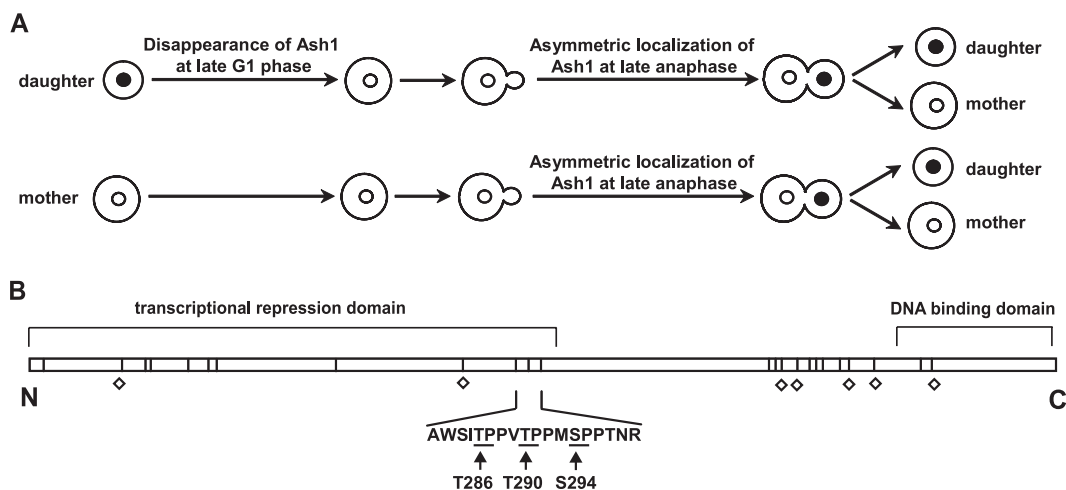 A
Disappearance of Ash1
at late G1 phase
Asymmetric localization of
Ash1 at late anaphase
daughter
daughter
mother
Asymmetric localization of
Ash1 at late anaphase
daughter
mother
mother
B
transcriptional repression domain
DNA binding domain
N
C
AWSITPPVTPPMSPPTNR
T286 T290 S294